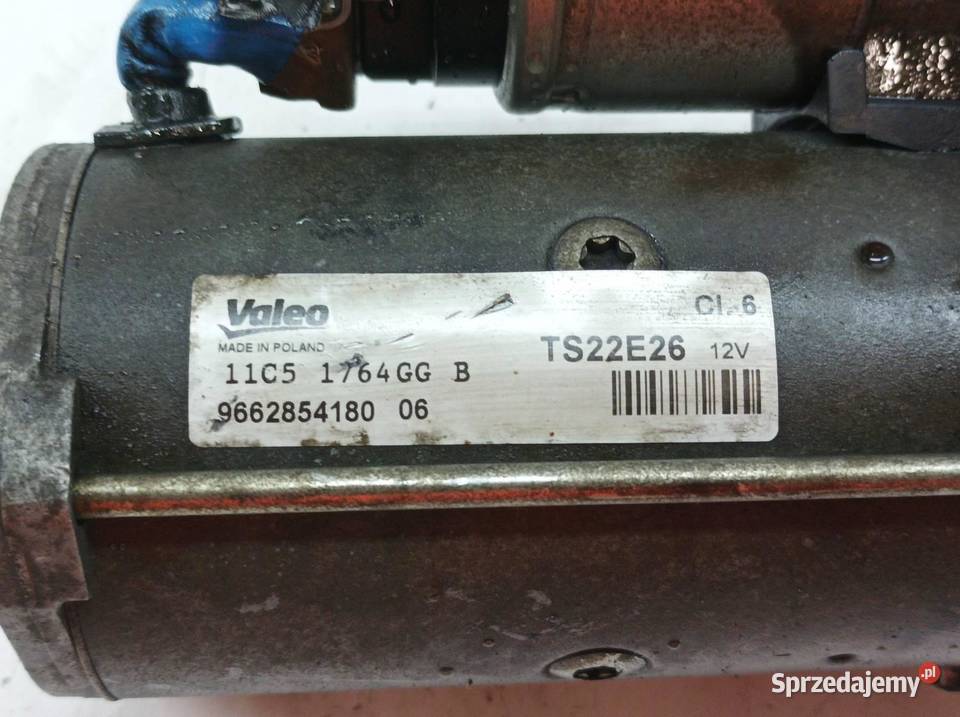 Valeo
Cl. 6
MADE IN POLAND
TS22E26 12V
11C5 1764GG B
9662854180 06
Sprzedajemy.pl